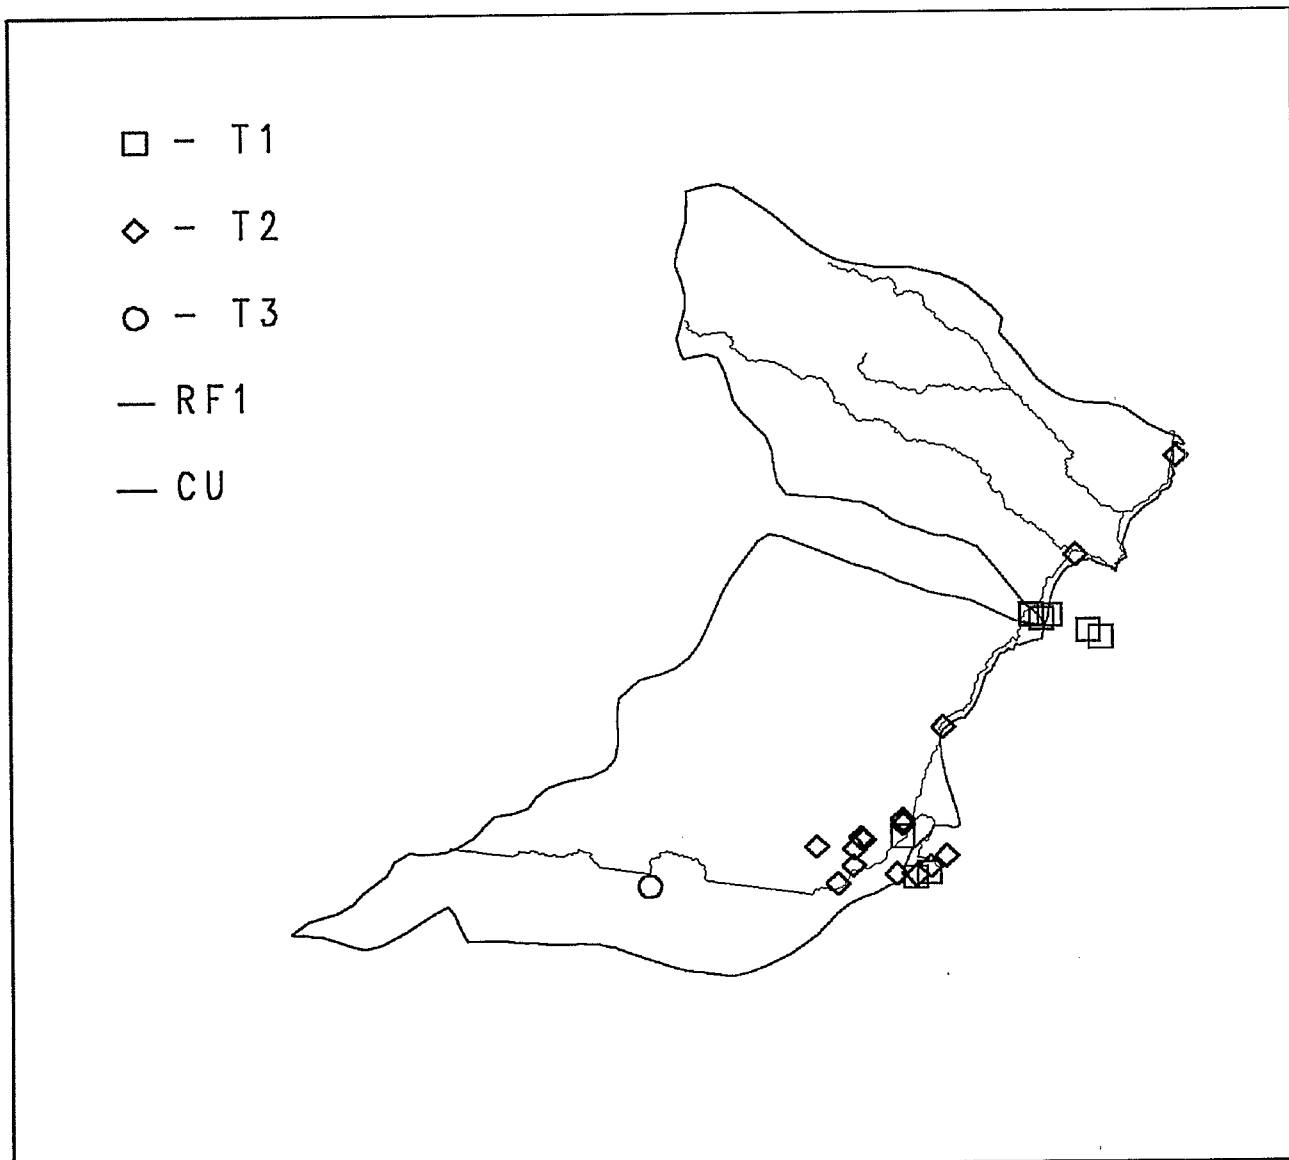 □ - T1
◇ - T2
○ - T3
— RF1
— CU